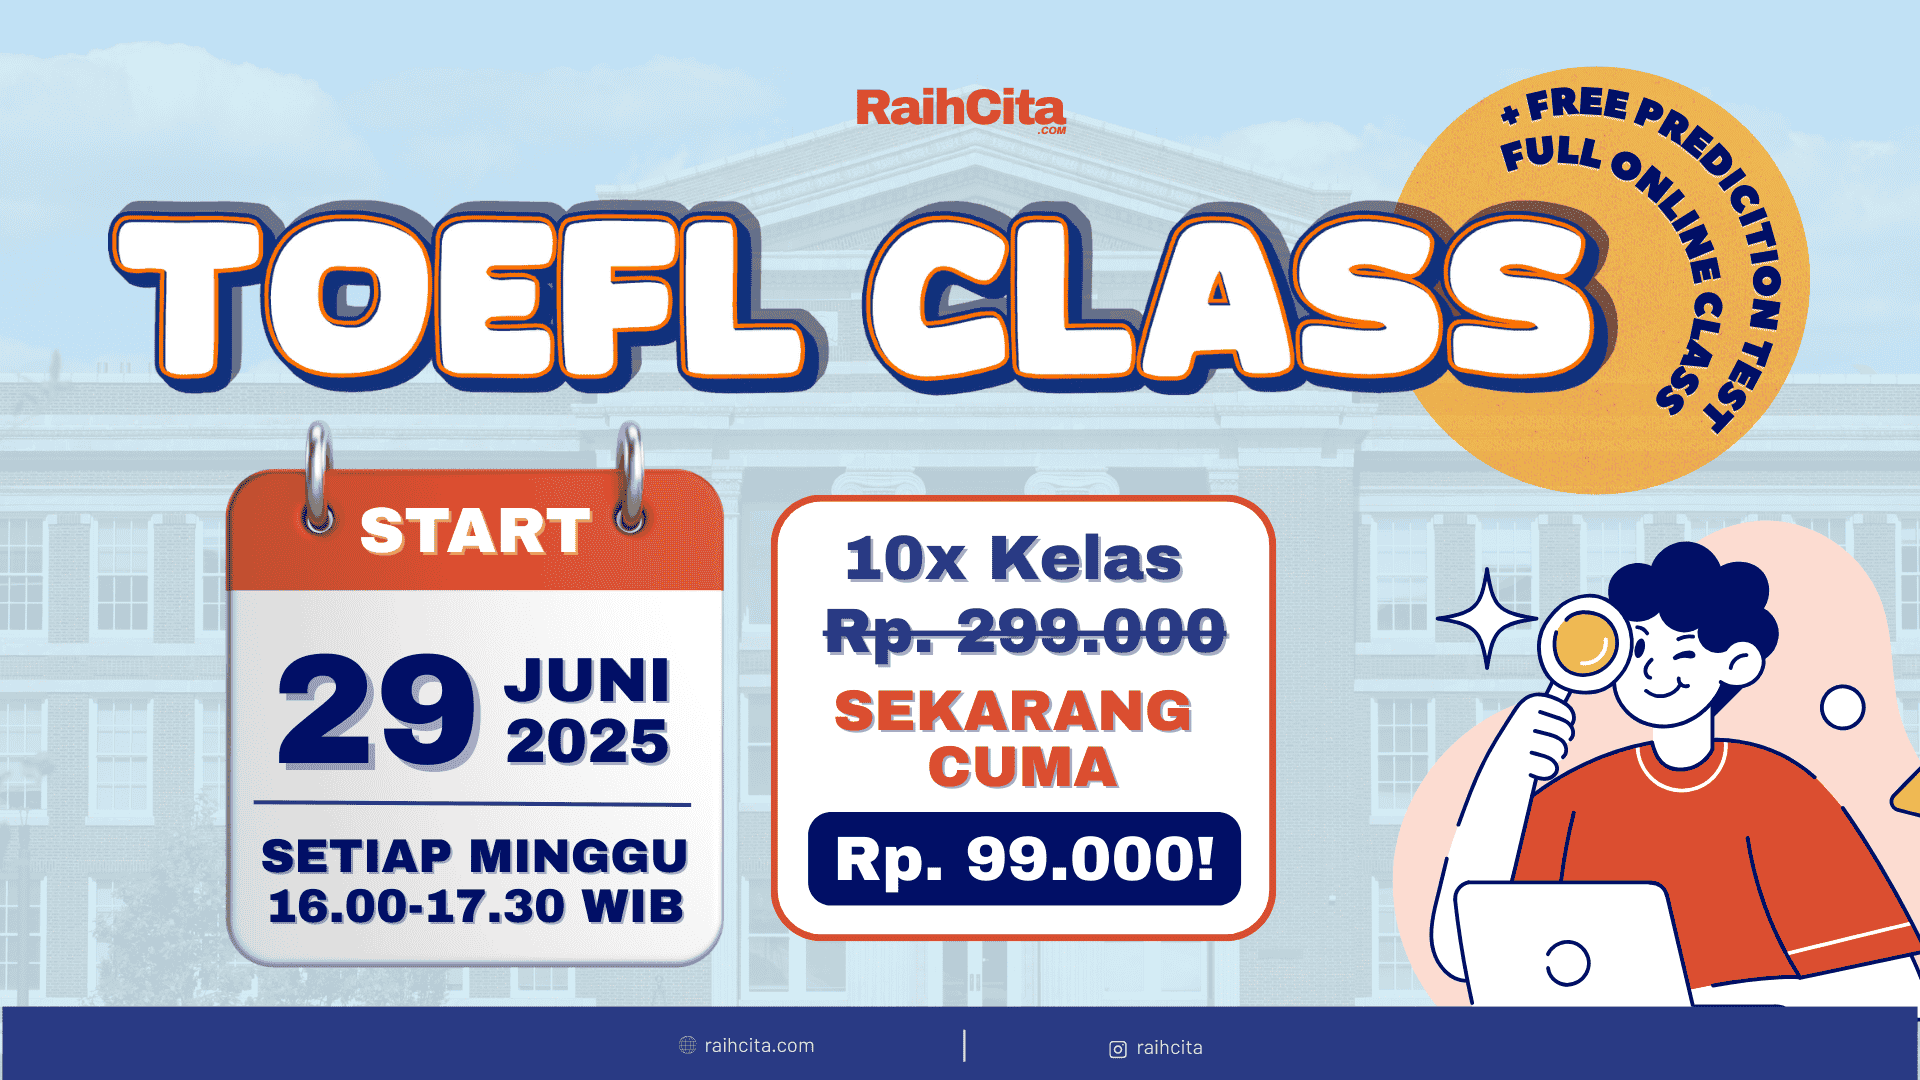 RaihCita
.COM
+ FREE PREDICITION TEST
FULL ONLINE CLASS
TOEFL CLASS
START
29 JUNI
2025
SETIAP MINGGU
16.00-17.30 WIB
10x Kelas
Rp. 299.000
SEKARANG
CUMA
Rp. 99.000!
raihcita.com
raihcita